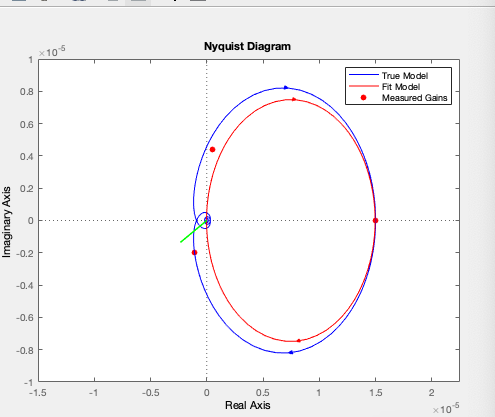 Nyquist Diagram
×10^-5
1
0.8
0.6
0.4
0.2
0
-0.2
-0.4
-0.6
-0.8
-1
Imaginary Axis
True Model
Fit Model
Measured Gains
-1.5 -1 -0.5 0 0.5 1 1.5 2
Real Axis
×10^-5